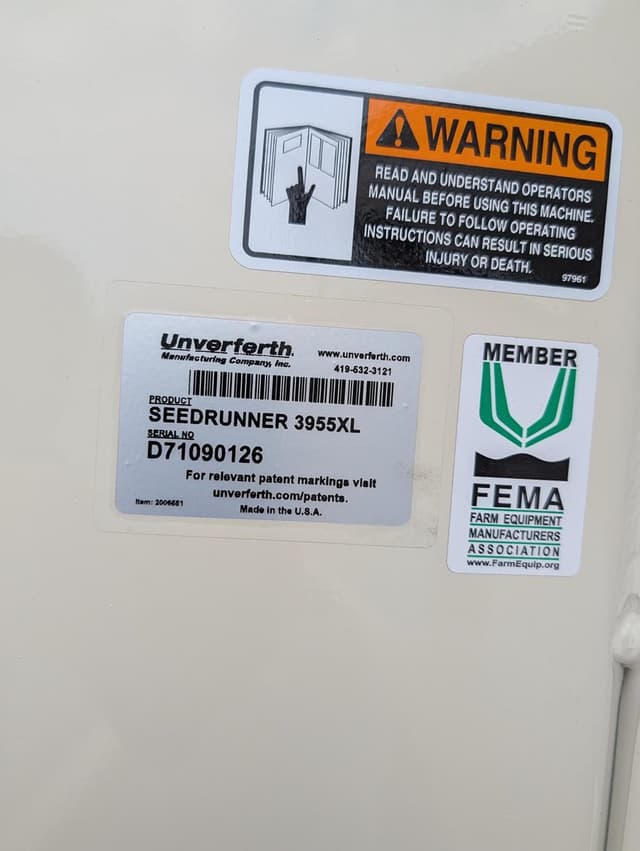 WARNING
READ AND UNDERSTAND OPERATORS
MANUAL BEFORE USING THIS MACHINE.
FAILURE TO FOLLOW OPERATING
INSTRUCTIONS CAN RESULT IN SERIOUS
INJURY OR DEATH.
97961
Unverferth
Manufacturing Company, Inc.
www.unverferth.com
419-532-3121
PRODUCT
SEEDRUNNER 3955XL
SERIAL NO
D71090126
For relevant patent markings visit
unverferth.com/patents.
Item: 2006681
Made in the U.S.A.
MEMBER
FEMA
FARM EQUIPMENT
MANUFACTURERS
ASSOCIATION
www.FarmEquip.org